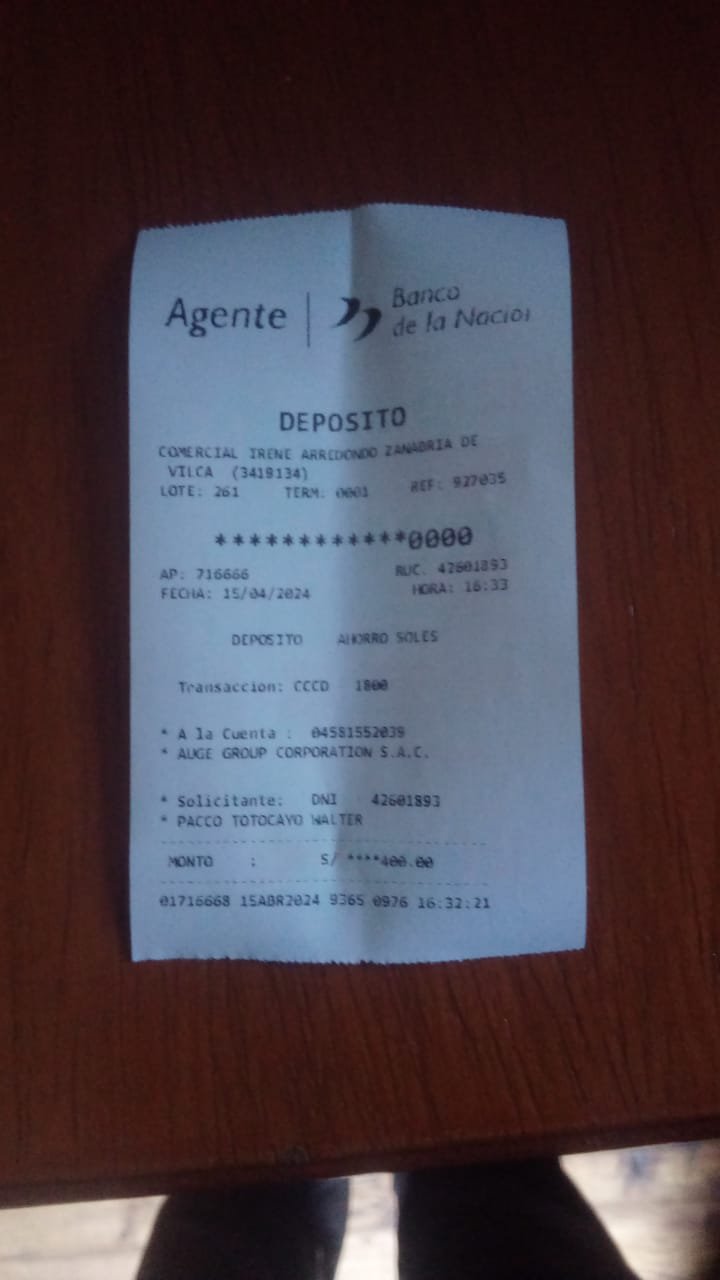 Agente
Banco
de la Nacio
DEPOSITO
COMERCIAL IRENE ARREDONDO ZANABRIA DE
VILCA (3419134)
LOTE: 261 TERM: 0001 REF: 927035
************0000
AP: 716666 RUC. 42601893
FECHA: 15/04/2024 HORA: 16:33
DEPOSITO AHORRO SOLES
Transaccion: CCCD 1800
* A la Cuenta : 04581552039
* AUGE GROUP CORPORATION S.A.C.
* Solicitante: DNI 42601893
* PACCO TOTOCAYO WALTER
MONTO : S/ ****400.00
01716668 15ABR2024 9365 0976 16:32:21